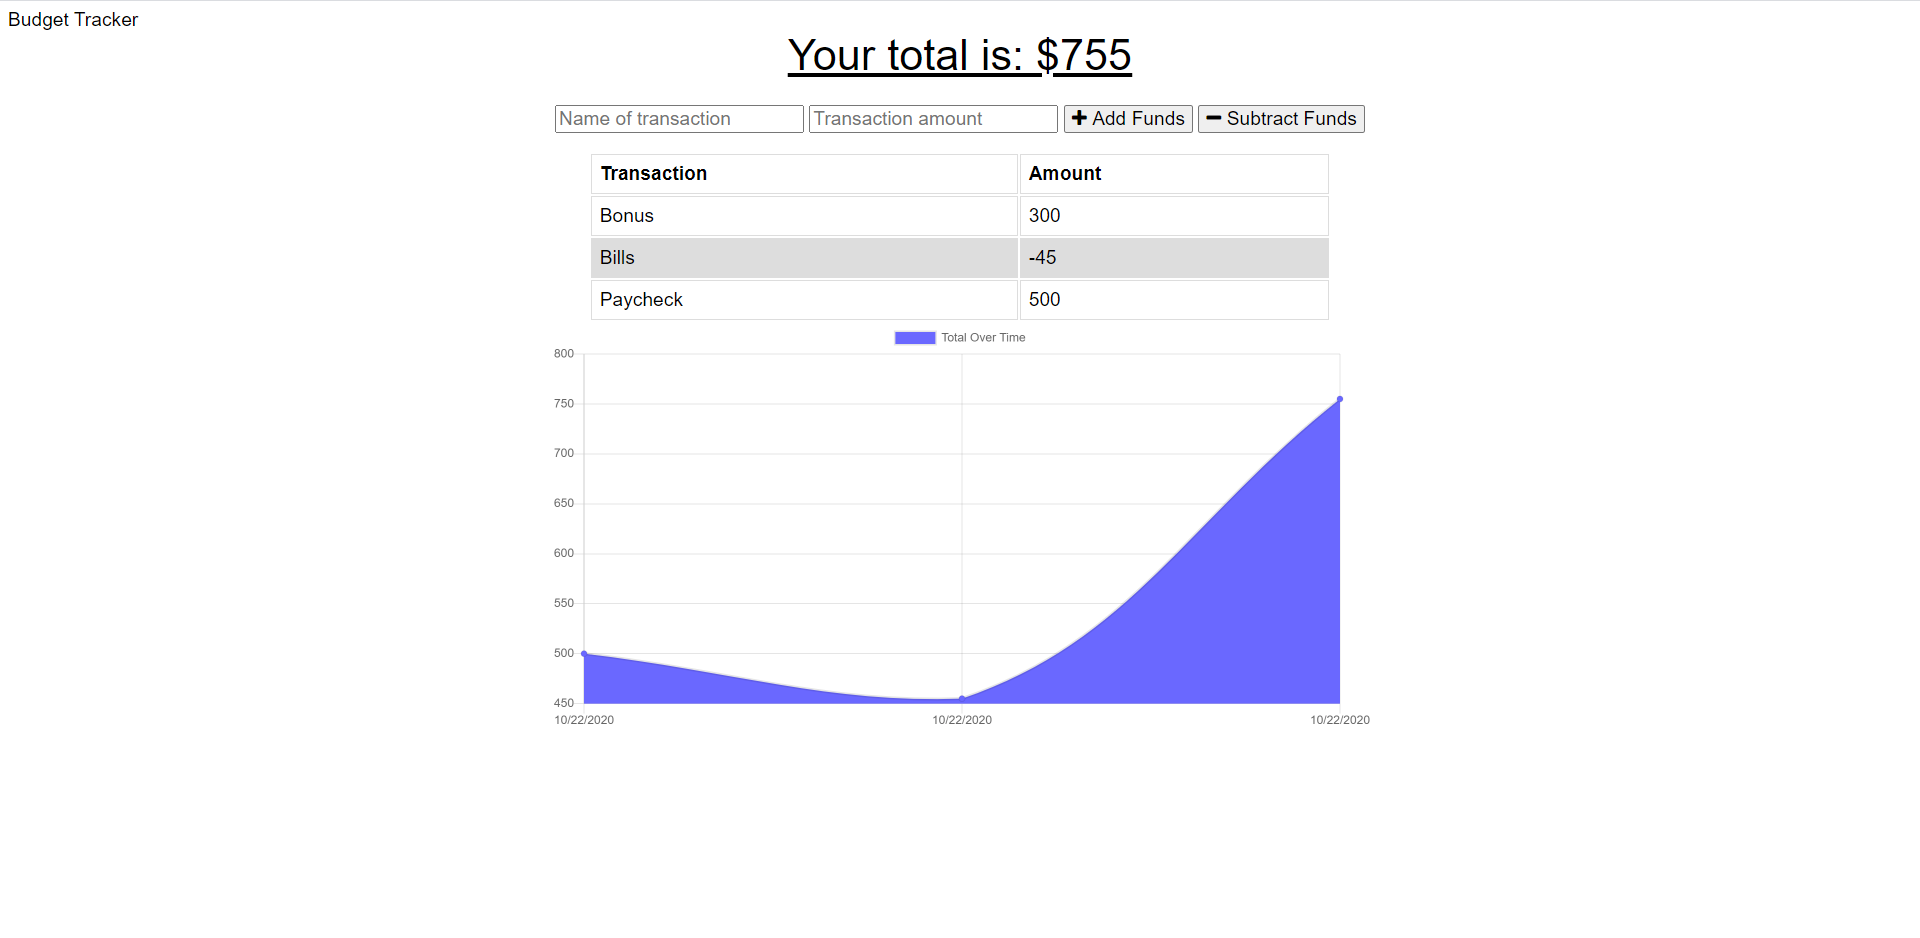 Budget Tracker
Your total is: $755
Name of transaction Transaction amount Add Funds Subtract Funds
Transaction Amount
Bonus 300
Bills -45
Paycheck 500
Total Over Time
800
750
700
650
600
550
500
450
10/22/2020 10/22/2020 10/22/2020